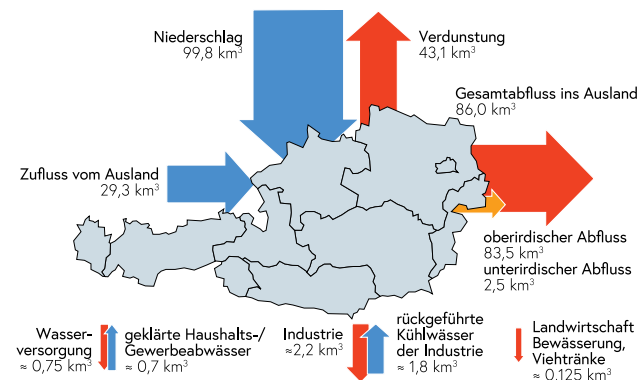 Niederschlag
99,8 km³
Verdunstung
43,1 km³
Gesamtabfluss ins Ausland
86,0 km³
Zufluss vom Ausland
29,3 km³
oberirdischer Abfluss
83,5 km³
unterirdischer Abfluss
2,5 km³
Wasser-
versorgung
≈ 0,75 km³
geklärte Haushalts-/
Gewerbeabwässer
≈ 0,7 km³
Industrie
≈2,2 km³
rückgeführte
Kühlwässer
der Industrie
≈ 1,8 km³
Landwirtschaft
Bewässerung,
Viehtränke
≈ 0,125 km³